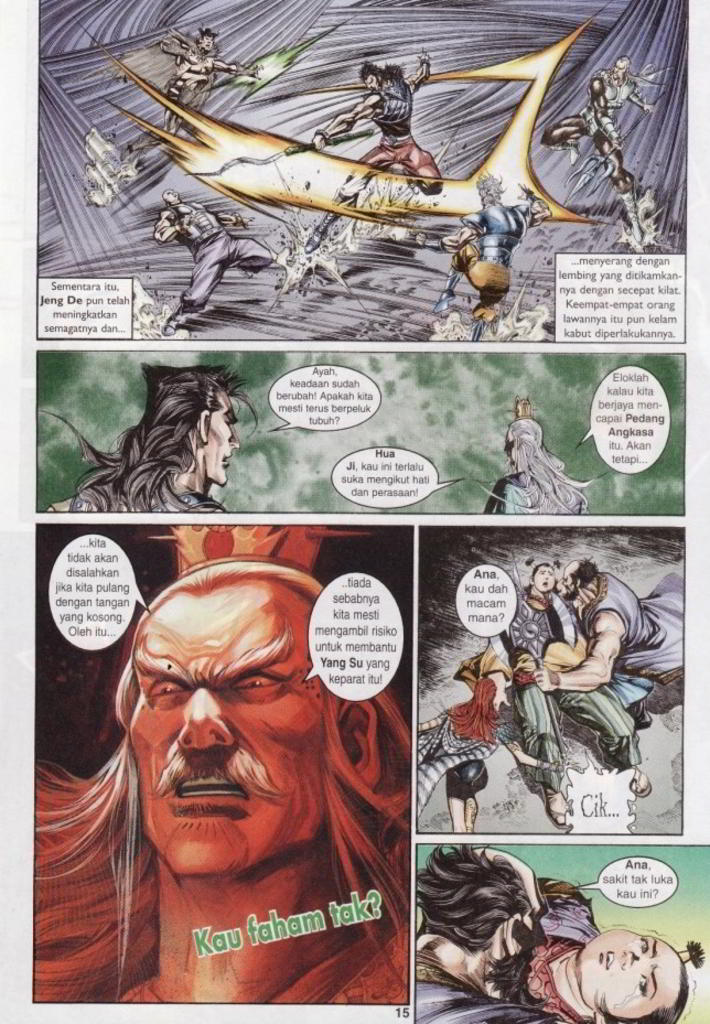 Sementara itu,
Jeng De pun telah
meningkatkan
semagatnya dan...
...menyerang dengan
lembing yang ditikamkan-
nya dengan secepat kilat.
Keempat-empat orang
lawannya itu pun kelam
kabut diperlakukannya.
Ayah,
keadaan sudah
berubah! Apakah kita
mesti terus berpeluk
tubuh?
Hua
Ji, kau ini terlalu
suka mengikut hati
dan perasaan!
Eloklah
kalau kita
berjaya men-
capai Pedang
Angkasa
itu. Akan
tetapi...
...kita
tidak akan
disalahkan
jika kita pulang
dengan tangan
yang kosong.
Oleh itu...
..tiada
sebabnya
kita mesti
mengambil risiko
untuk membantu
Yang Su yang
keparat itu!
Kau faham tak?
Ana,
kau dah
macam
mana?
Cik...
Ana,
sakit tak luka
kau ini?
15